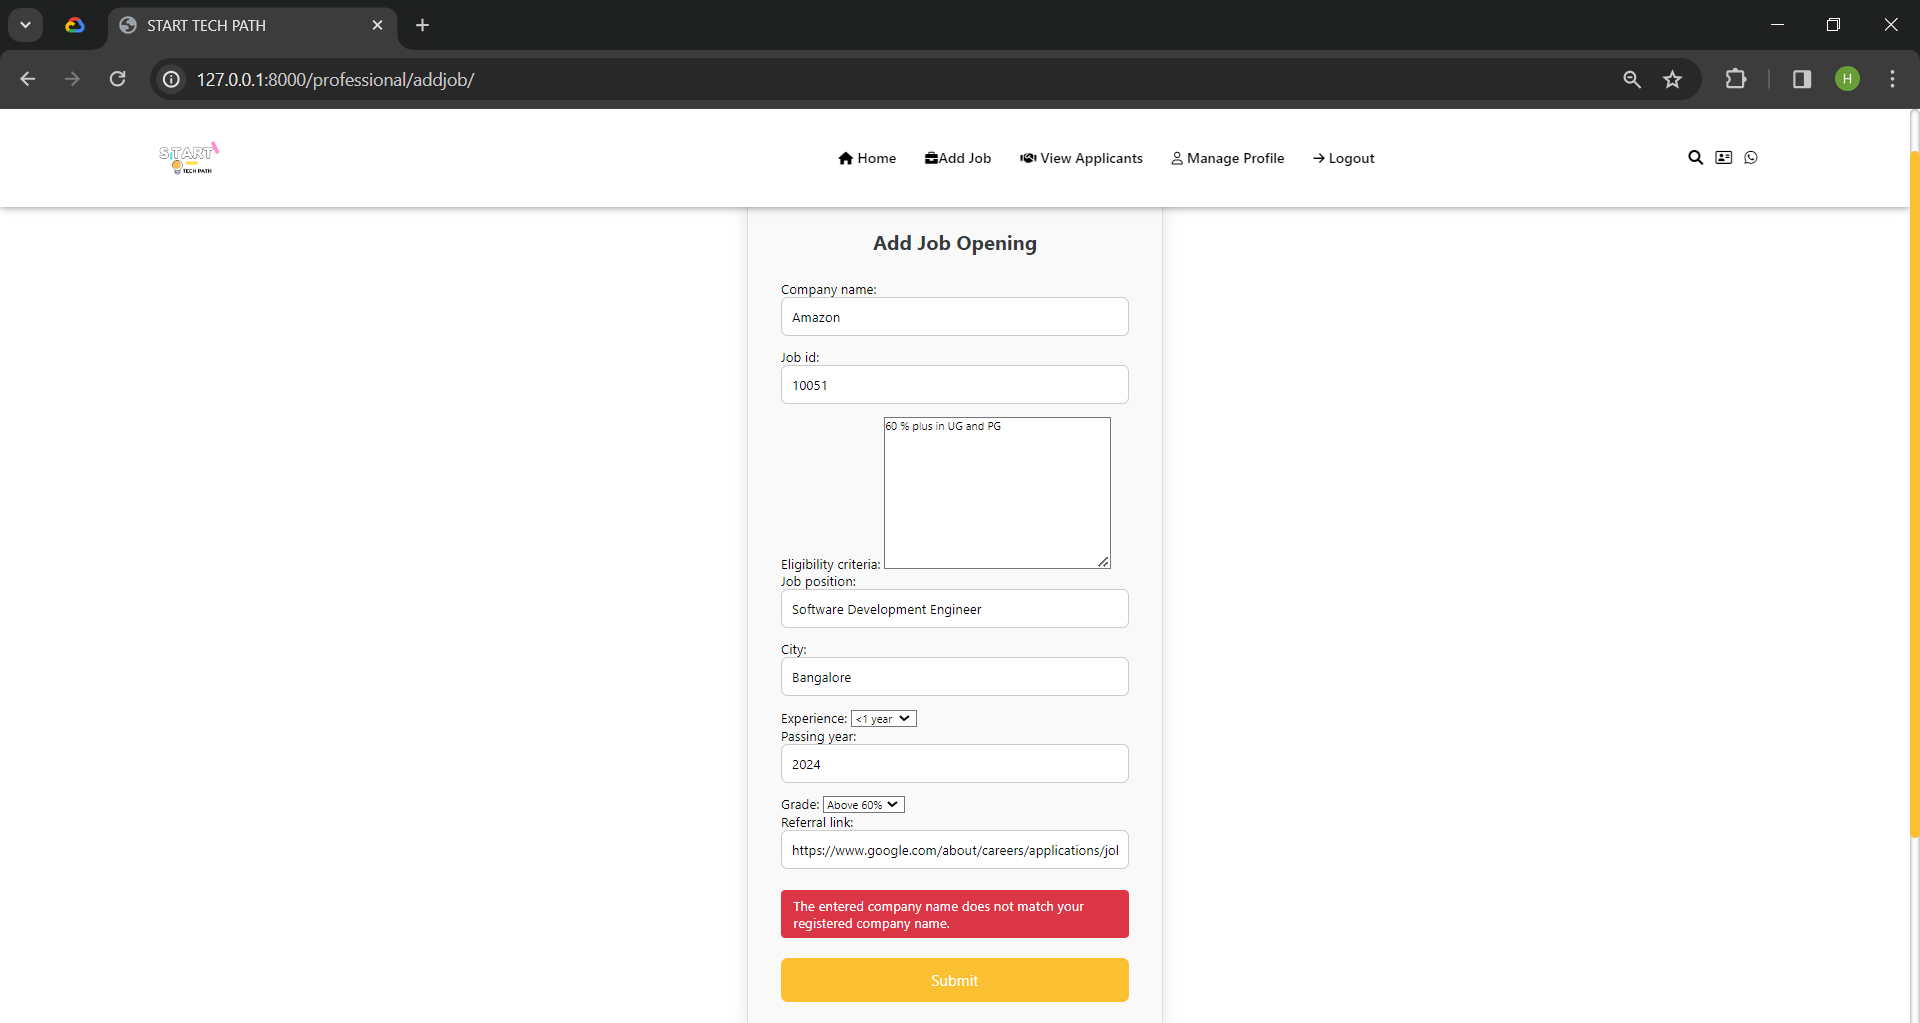 START TECH PATH
127.0.0.1:8000/professional/addjob/
H
START
TECH PATH
Home
Add Job
View Applicants
Manage Profile
Logout
Add Job Opening
Company name:
Amazon
Job id:
10051
60 % plus in UG and PG
Eligibility criteria:
Job position:
Software Development Engineer
City:
Bangalore
Experience: <1 year
Passing year:
2024
Grade: Above 60%
Referral link:
https://www.google.com/about/careers/applications/jol
The entered company name does not match your
registered company name.
Submit